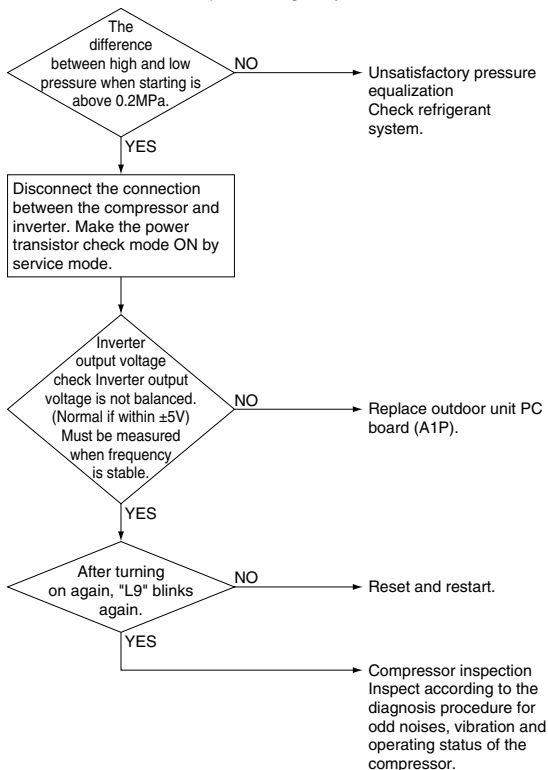 The
difference
between high and low
pressure when starting is
above 0.2MPa.
NO
Unsatisfactory pressure
equalization
Check refrigerant
system.
YES
Disconnect the connection
between the compressor and
inverter. Make the power
transistor check mode ON by
service mode.
Inverter
output voltage
check Inverter output
voltage is not balanced.
(Normal if within ±5V)
Must be measured
when frequency
is stable.
NO
Replace outdoor unit PC
board (A1P).
YES
After turning
on again, "L9" blinks
again.
NO
Reset and restart.
YES
Compressor inspection
Inspect according to the
diagnosis procedure for
odd noises, vibration and
operating status of the
compressor.